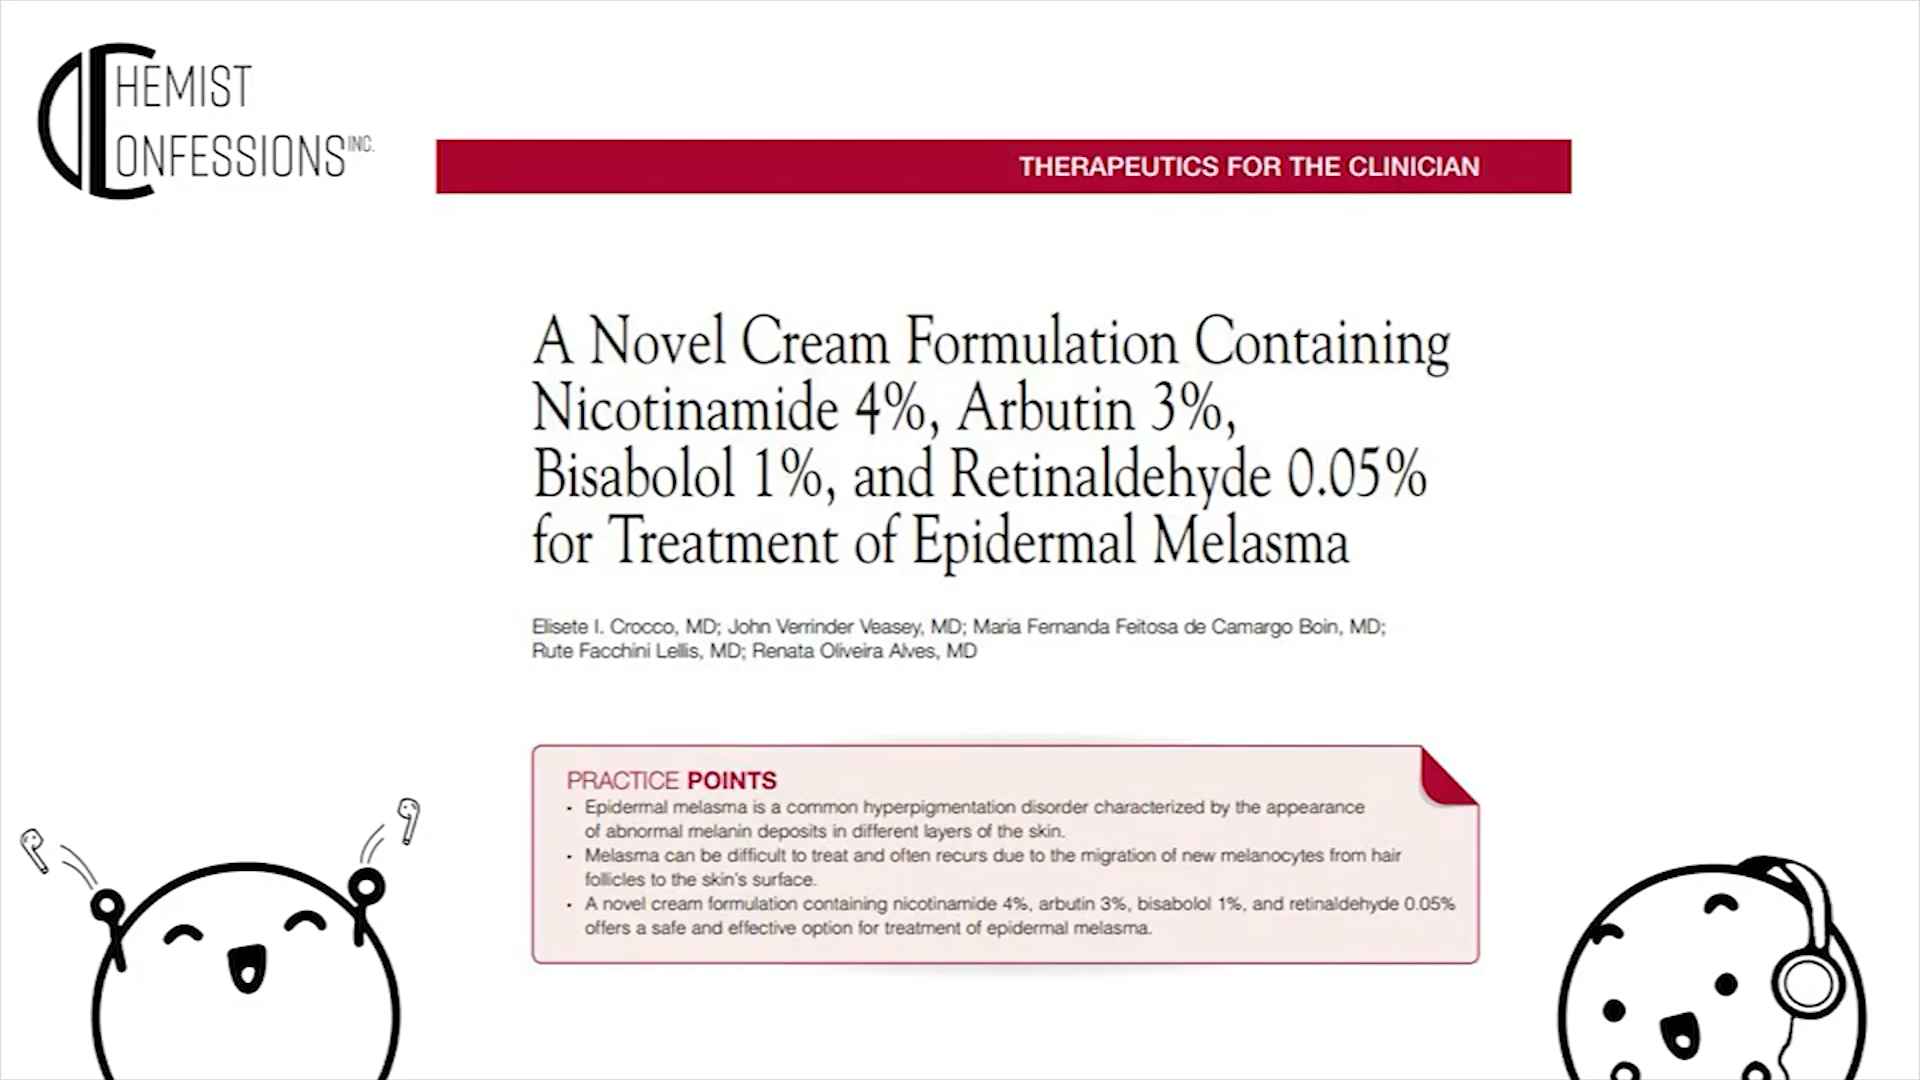 CHEMIST
CONFESSIONS INC.
THERAPEUTICS FOR THE CLINICIAN
A Novel Cream Formulation Containing
Nicotinamide 4%, Arbutin 3%,
Bisabolol 1%, and Retinaldehyde 0.05%
for Treatment of Epidermal Melasma
Elisete I. Crocco, MD; John Verrinder Veasey, MD; Maria Fernanda Feitosa de Camargo Boin, MD;
Rute Facchini Lellis, MD; Renata Oliveira Alves, MD
PRACTICE POINTS
• Epidermal melasma is a common hyperpigmentation disorder characterized by the appearance
of abnormal melanin deposits in different layers of the skin.
• Melasma can be difficult to treat and often recurs due to the migration of new melanocytes from hair
follicles to the skin's surface.
• A novel cream formulation containing nicotinamide 4%, arbutin 3%, bisabolol 1%, and retinaldehyde 0.05%
offers a safe and effective option for treatment of epidermal melasma.